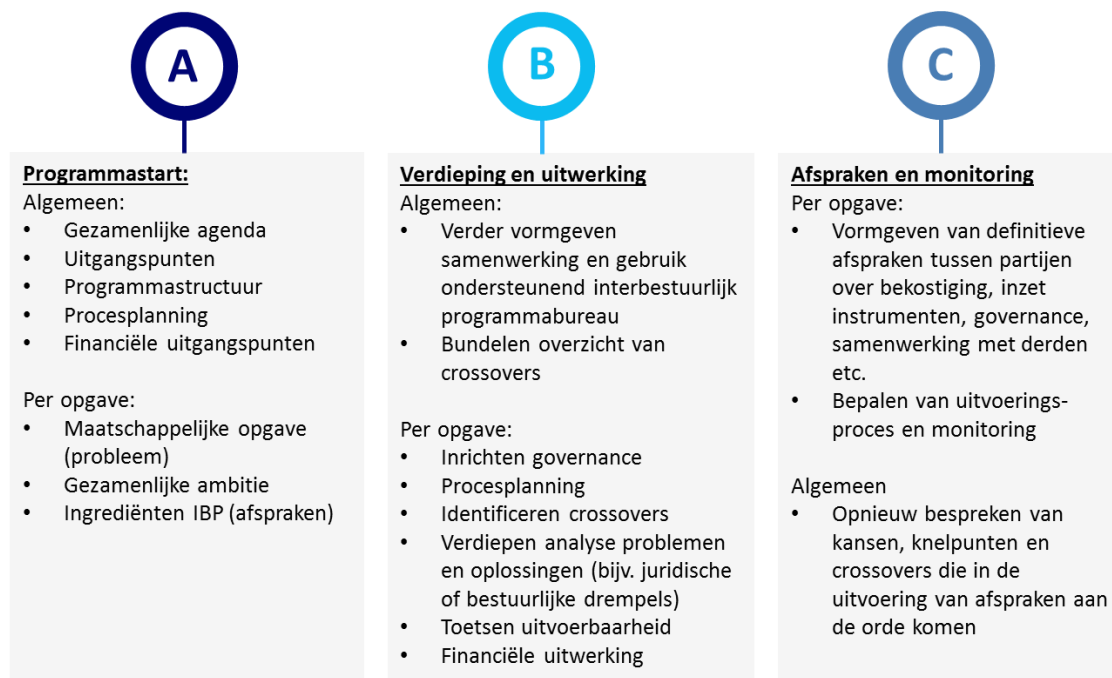 A
Programmastart:
Algemeen:
• Gezamenlijke agenda
• Uitgangspunten
• Programmastructuur
• Procesplanning
• Financiële uitgangspunten
Per opgave:
• Maatschappelijke opgave
(probleem)
• Gezamenlijke ambitie
• Ingrediënten IBP (afspraken)
B
Verdieping en uitwerking
Algemeen:
• Verder vormgeven
samenwerking en gebruik
ondersteunend interbestuurlijk
programmabureau
• Bundelen overzicht van
crossovers
Per opgave:
• Inrichten governance
• Procesplanning
• Identificeren crossovers
• Verdiepen analyse problemen
en oplossingen (bijv. juridische
of bestuurlijke drempels)
• Toetsen uitvoerbaarheid
• Financiële uitwerking
C
Afspraken en monitoring
Per opgave:
• Vormgeven van definitieve
afspraken tussen partijen
over bekostiging, inzet
instrumenten, governance,
samenwerking met derden
etc.
• Bepalen van uitvoerings-
proces en monitoring
Algemeen
• Opnieuw bespreken van
kansen, knelpunten en
crossovers die in de
uitvoering van afspraken aan
de orde komen